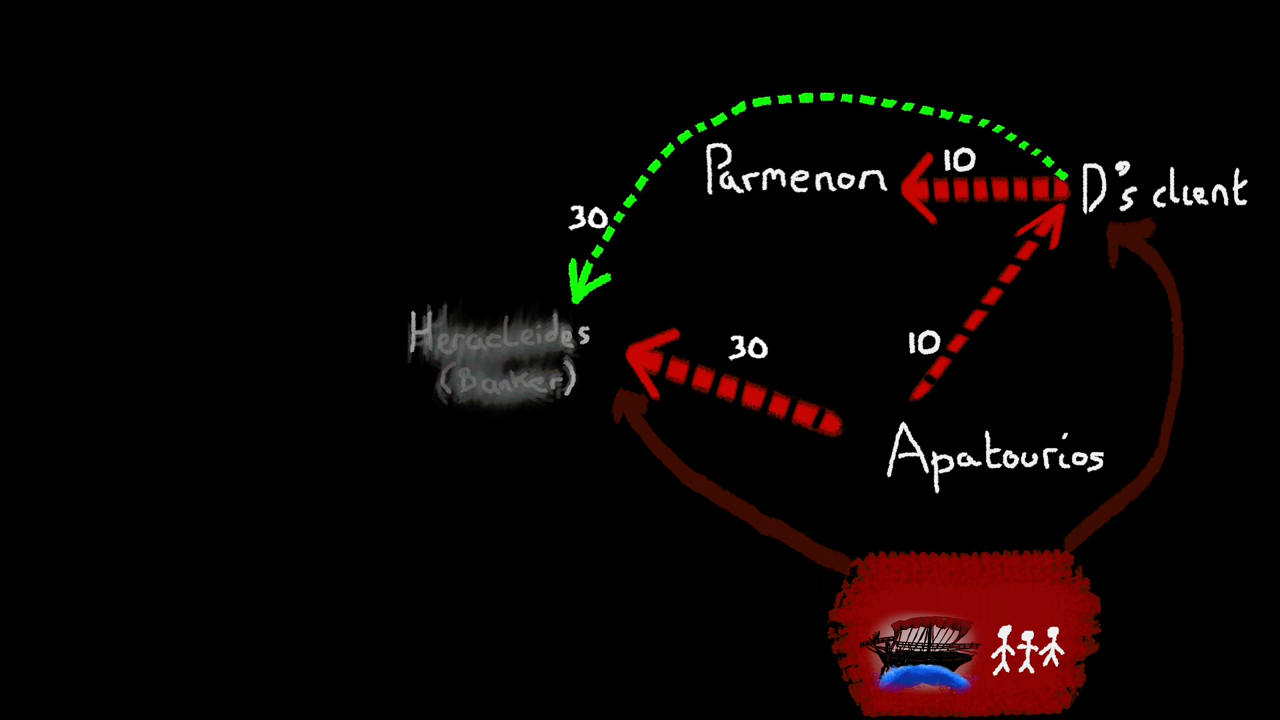 Parmenon
10
D's client
30
Heracleides
(Banker)
30
10
Apatourios